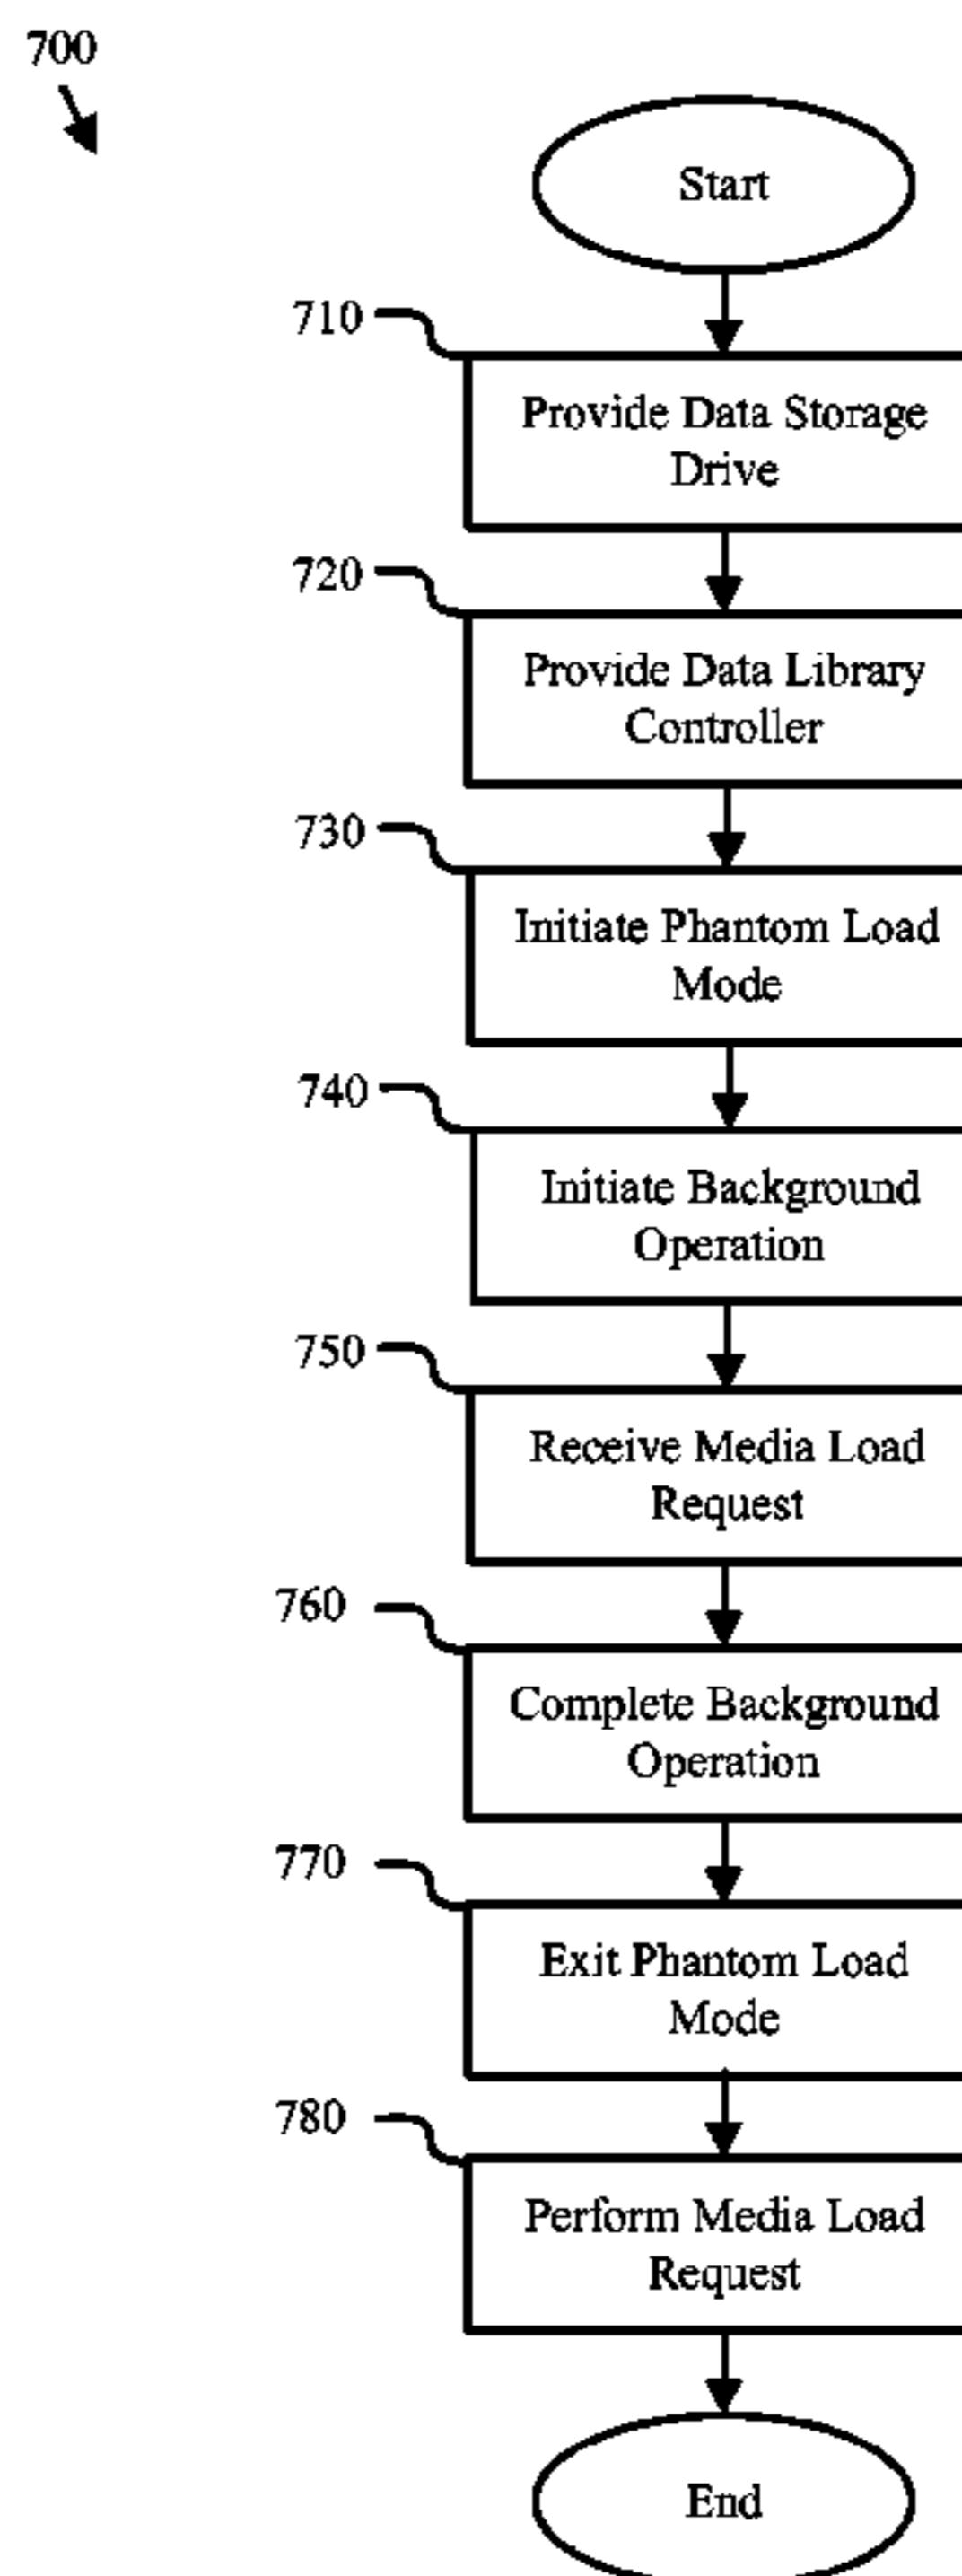 700
Start
710
Provide Data Storage
Drive
720
Provide Data Library
Controller
730
Initiate Phantom Load
Mode
740
Initiate Background
Operation
750
Receive Media Load
Request
760
Complete Background
Operation
770
Exit Phantom Load
Mode
780
Perform Media Load
Request
End